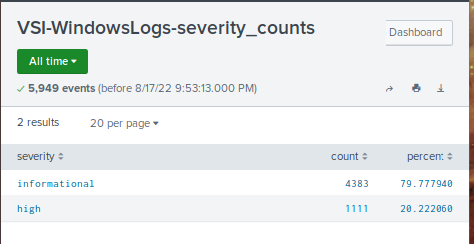 VSI-WindowsLogs-severity_counts
Dashboard
All time
5,949 events (before 8/17/22 9:53:13.000 PM)
2 results 20 per page
severity count percent
informational 4383 79.777940
high 1111 20.222060